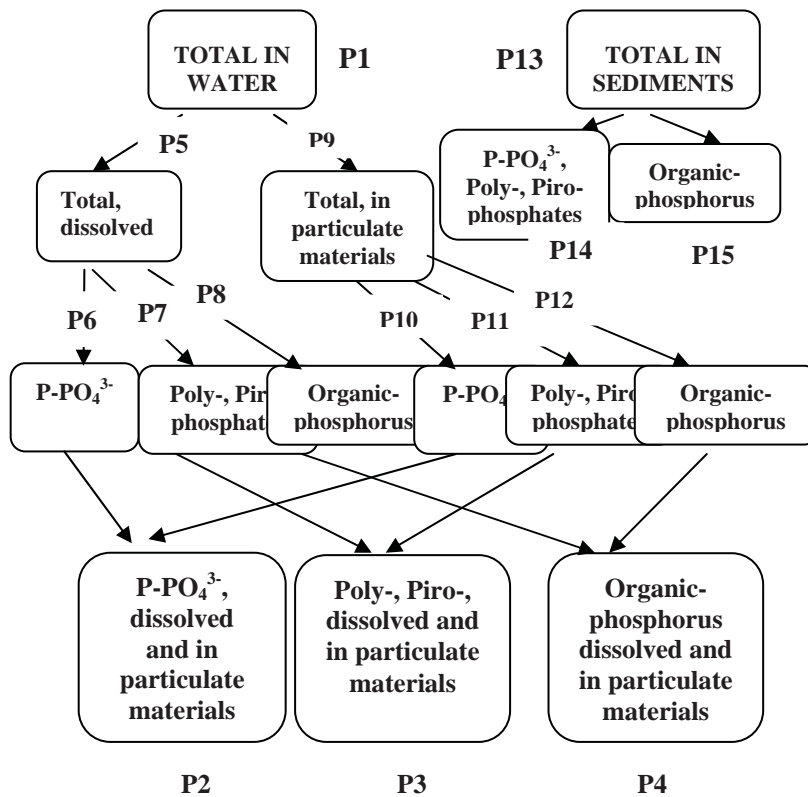 TOTAL IN
WATER
P1
P13
TOTAL IN
SEDIMENTS
P5
P9
P-PO₄³⁻,
Poly-, Piro-
phosphates
Organic-
phosphorus
Total,
dissolved
Total, in
particulate
materials
P14
P15
P6
P7
P8
P10
P11
P12
P-PO₄³⁻
Poly-, Pir
phosphat
Organic-
phosphorus
P-PO₄
Poly-, Piro
phosphate
Organic-
phosphorus
P-PO₄³⁻,
dissolved
and in
particulate
materials
Poly-, Piro-,
dissolved and
in particulate
materials
Organic-
phosphorus
dissolved and
in particulate
materials
P2
P3
P4